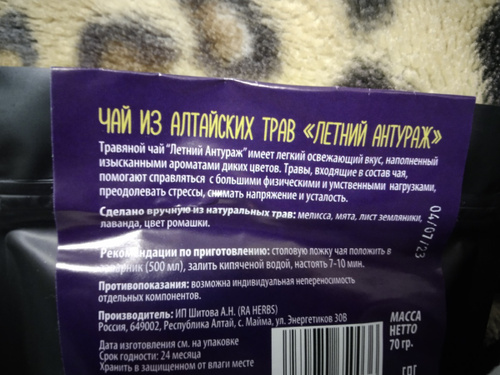 ЧАЙ ИЗ АЛТАЙСКИХ ТРАВ «ЛЕТНИЙ АНТУРАЖ»
Травяной чай "Летний Антураж" имеет легкий освежающий вкус, наполненный
изысканными ароматами диких цветов. Травы, входящие в состав чая,
помогают справляться с большими физическими и умственными нагрузками,
преодолевать стрессы, снимать напряжение и усталость.
Сделано вручную из натуральных трав: мелисса, мята, лист земляники,
лаванда, цвет ромашки.
04/07/23
Рекомендации по приготовлению: столовую ложку чая положить в
заварник (500 мл), залить кипяченой водой, настоять 7-10 мин.
Противопоказания: возможна индивидуальная непереносимость
отдельных компонентов.
Производитель: ИП Шитова А.Н. (RA HERBS)
Россия, 649002, Республика Алтай, с. Майма, ул. Энергетиков 30В
Дата изготовления см. на упаковке
Срок годности: 24 месяца
Хранить в защищенном от влаги месте
МАССА
НЕТТО
70 гр.